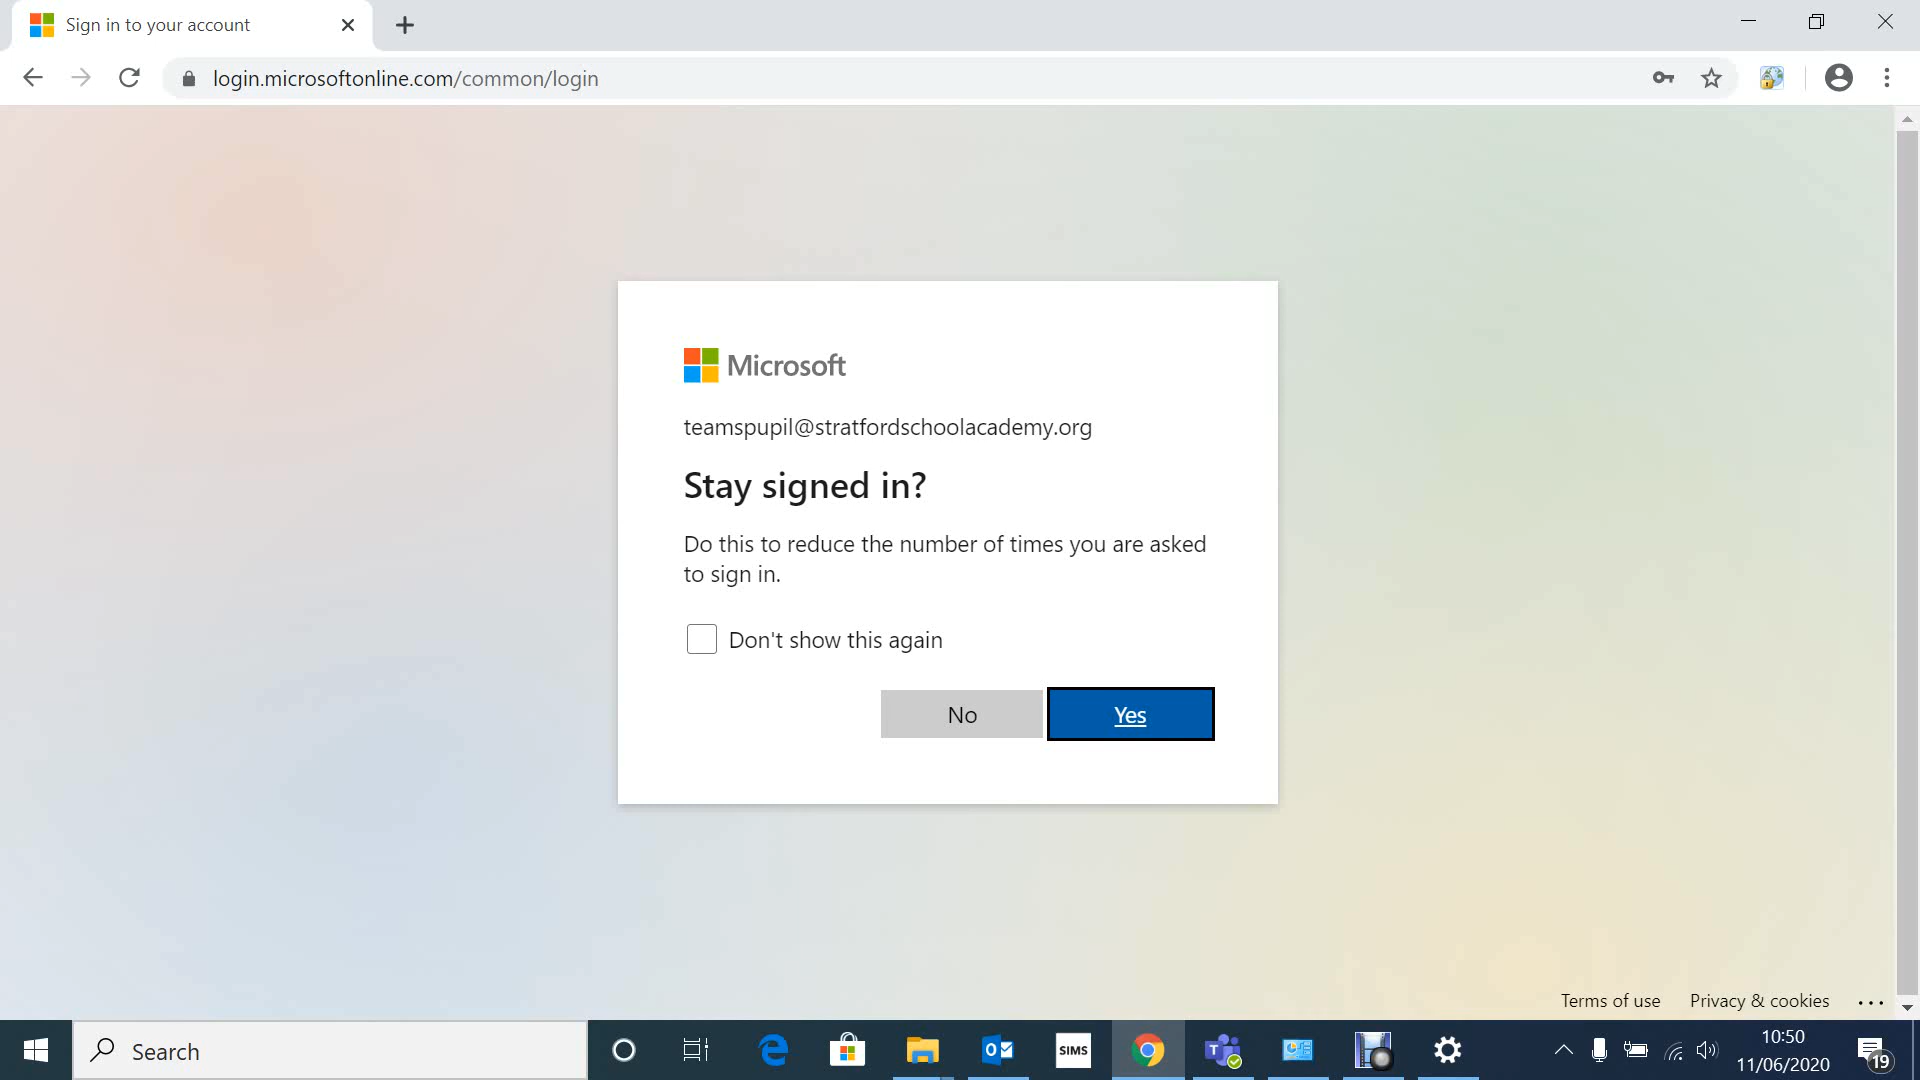 Sign in to your account
login.microsoftonline.com/common/login
Microsoft
teamspupil@stratfordschoolacademy.org
Stay signed in?
Do this to reduce the number of times you are asked
to sign in.
Don't show this again
No
Yes
Terms of use
Privacy & cookies
Search
SIMS
10:50
11/06/2020
19